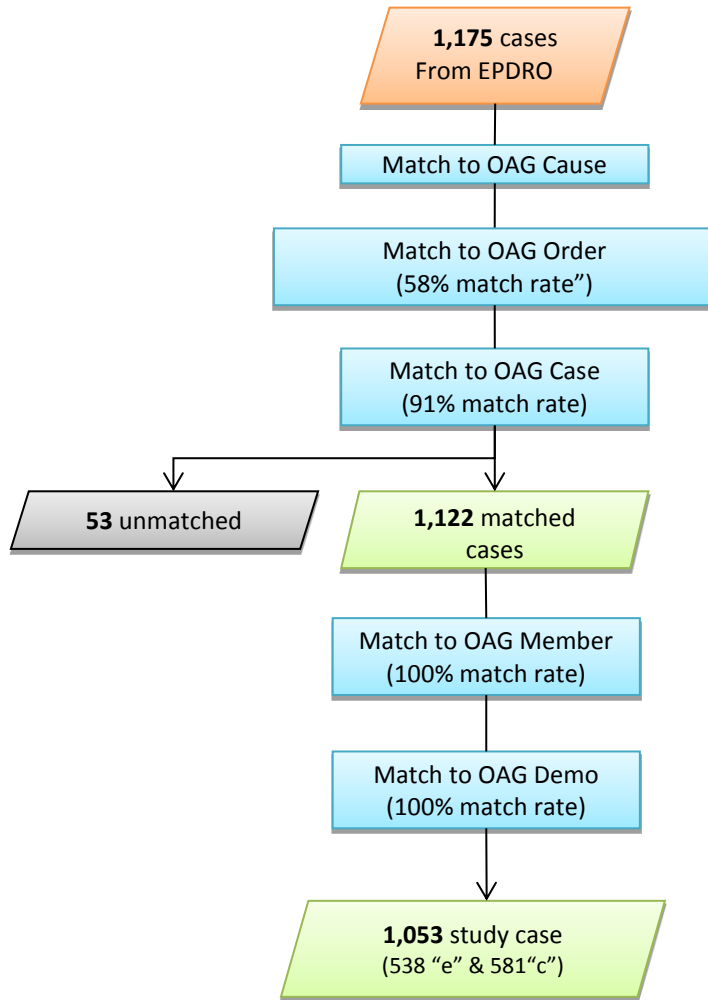 1,175 cases
From EPDRO
Match to OAG Cause
Match to OAG Order
(58% match rate”)
Match to OAG Case
(91% match rate)
53 unmatched
1,122 matched
cases
Match to OAG Member
(100% match rate)
Match to OAG Demo
(100% match rate)
1,053 study case
(538 “e” & 581“c”)